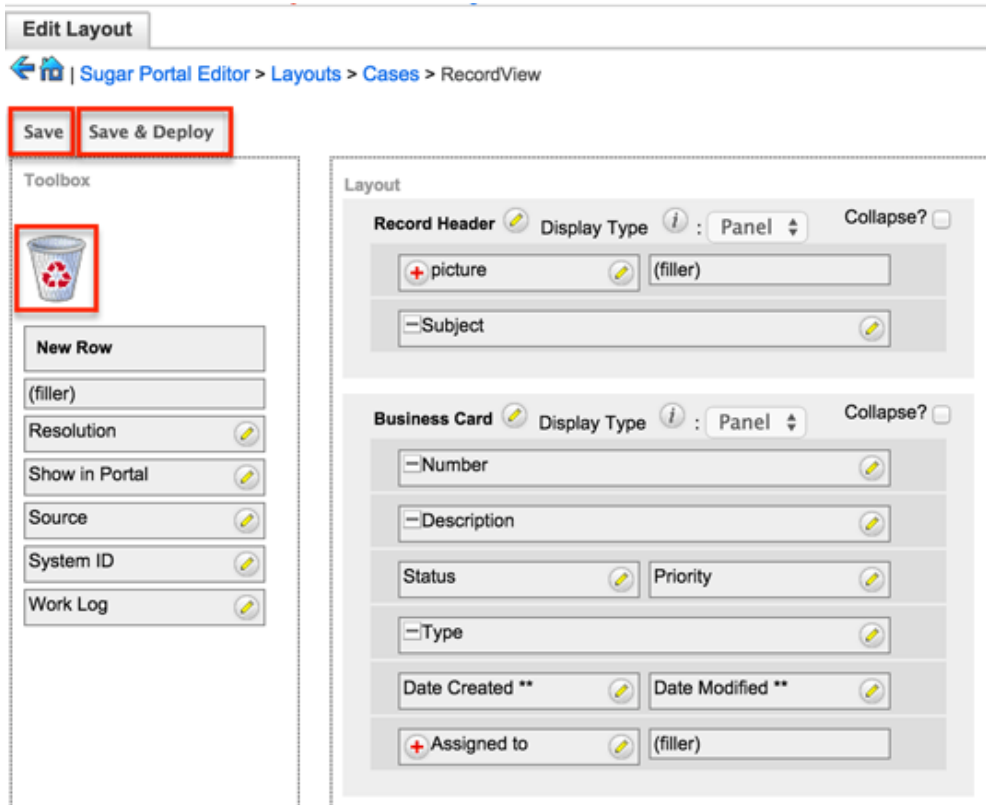 Edit Layout
| Sugar Portal Editor > Layouts > Cases > RecordView
Save Save & Deploy
Toolbox
New Row
(filler)
Resolution
Show in Portal
Source
System ID
Work Log
Layout
Record Header Display Type i : Panel Collapse?
picture (filler)
Subject
Business Card Display Type i : Panel Collapse?
Number
Description
Status Priority
Type
Date Created ** Date Modified **
Assigned to (filler)